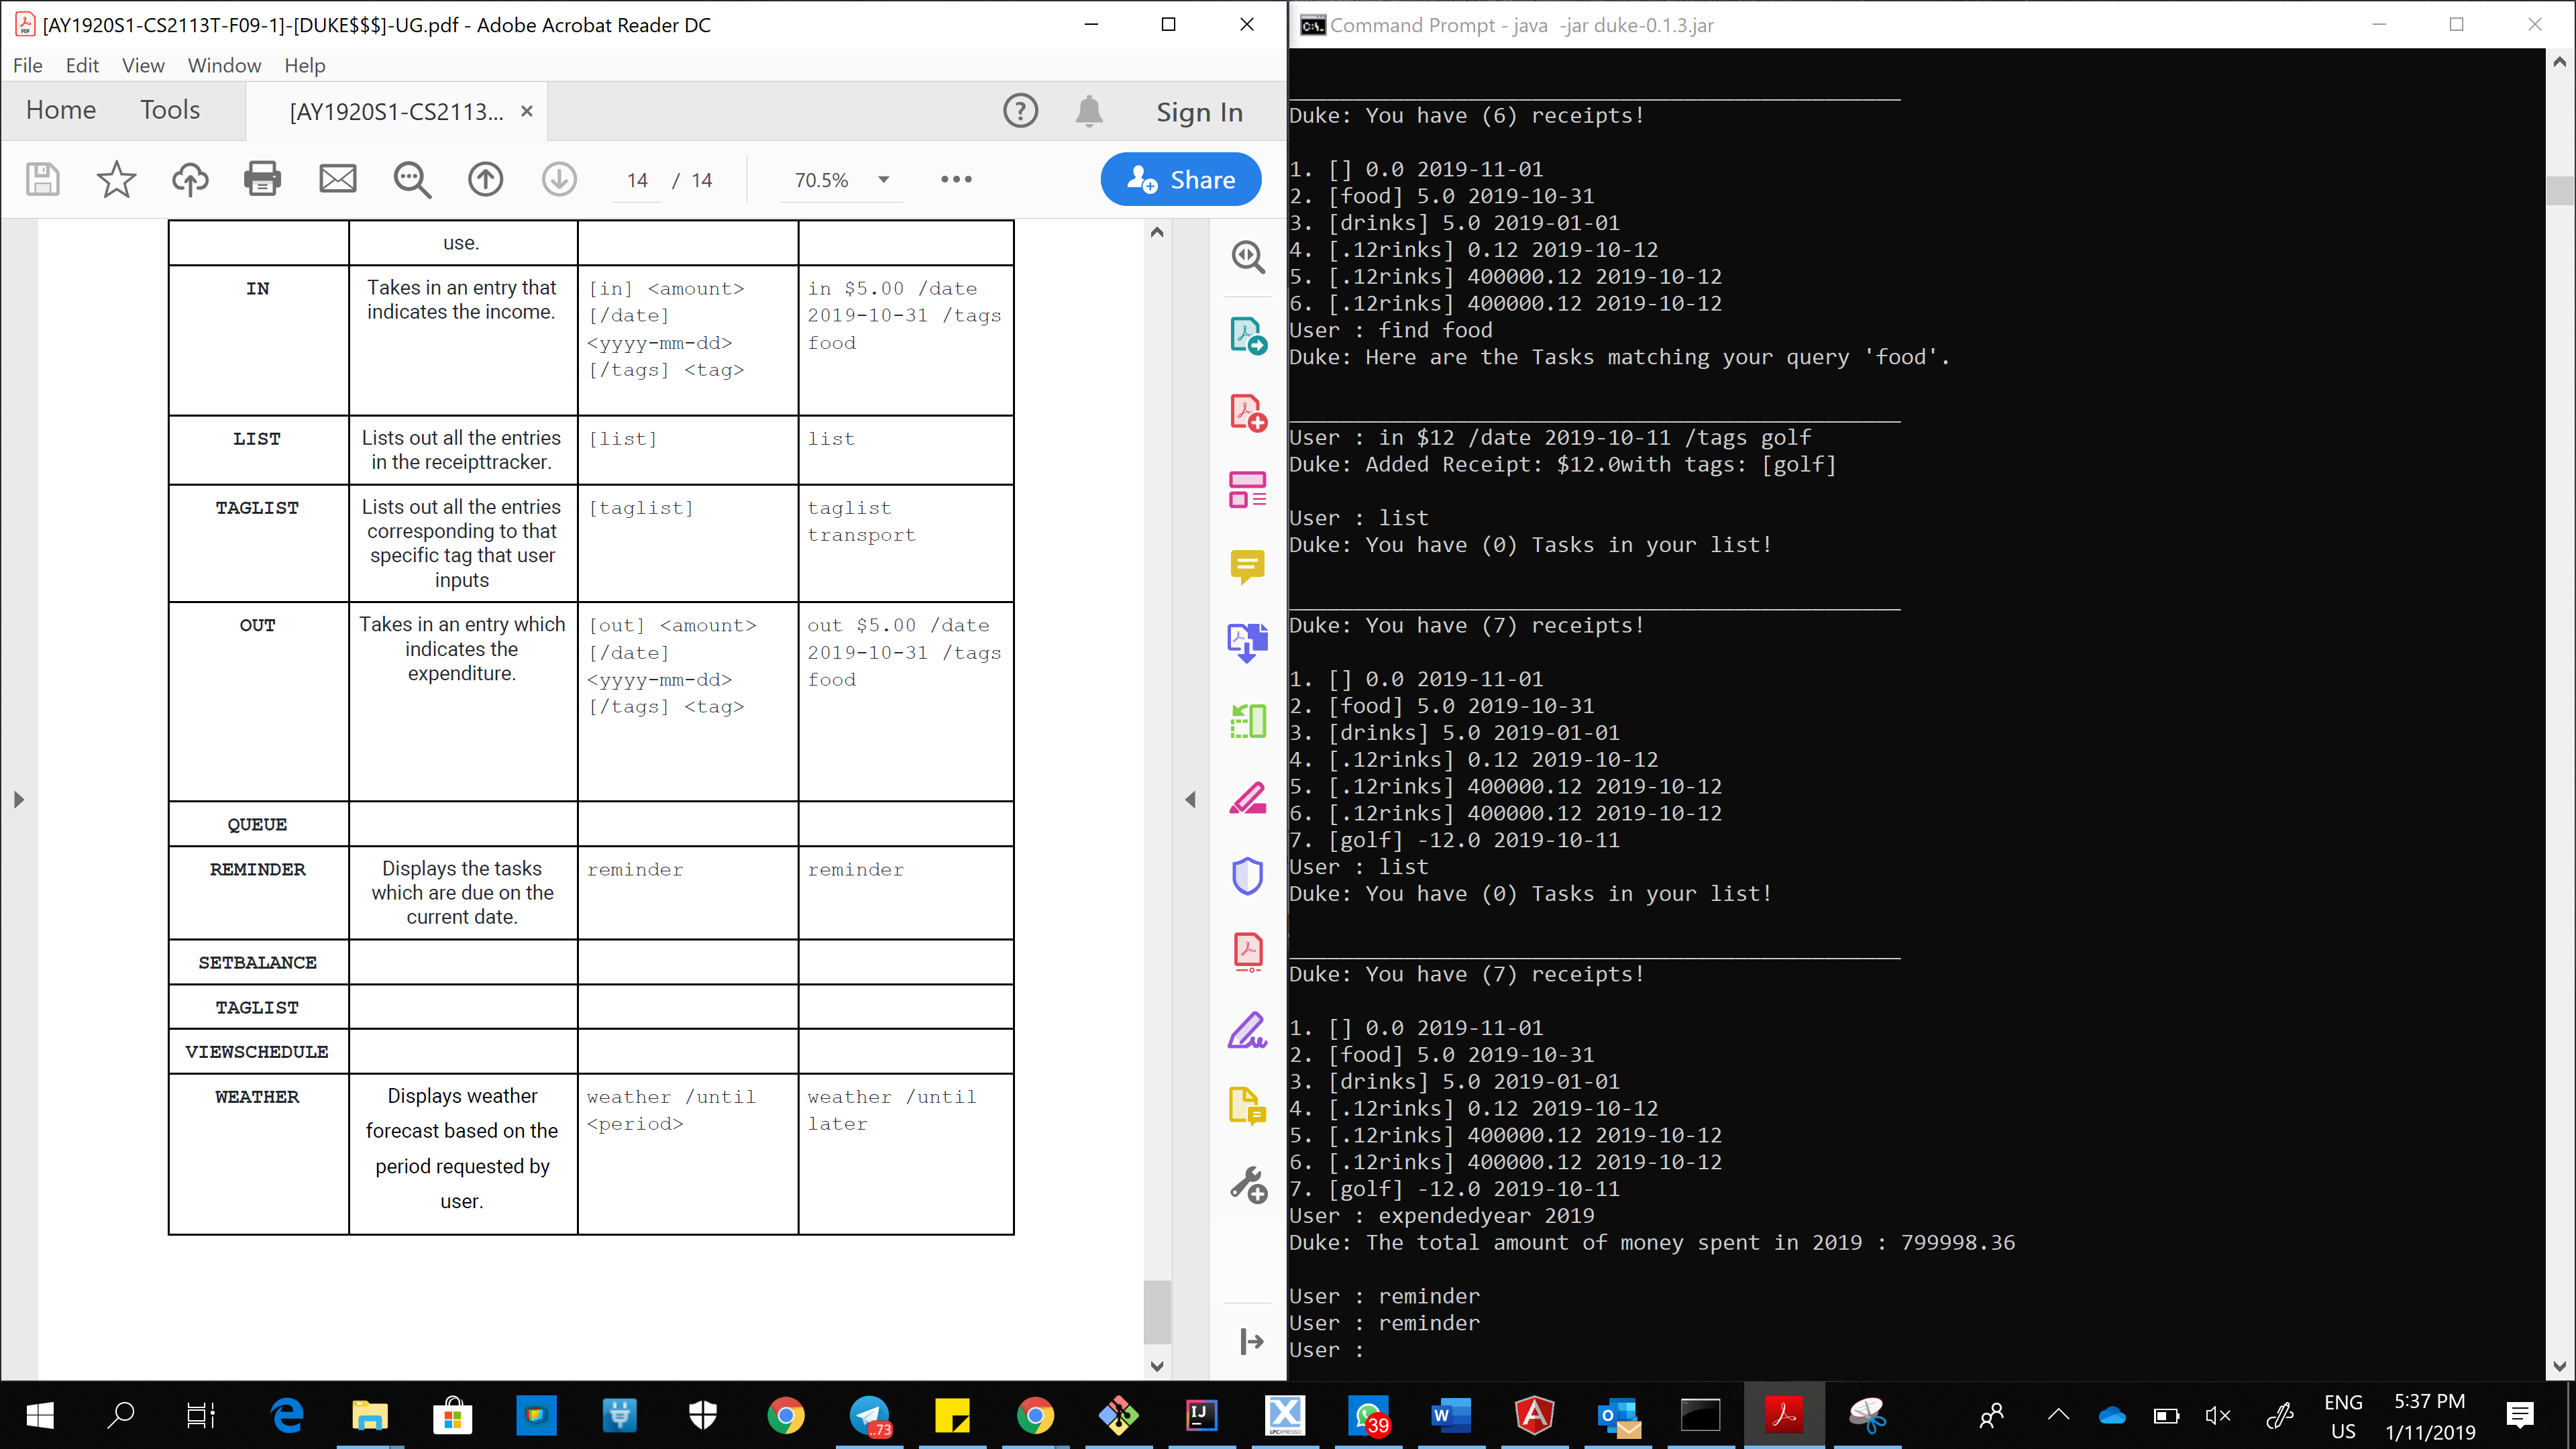 [AY1920S1-CS2113T-F09-1]-[DUKE$$$]-UG.pdf - Adobe Acrobat Reader DC
File Edit View Window Help
Home Tools [AY1920S1-CS2113... × Sign In
14 / 14 70.5% Share
use.
IN
Takes in an entry that
indicates the income.
[in] <amount>
[/date]
<yyyy-mm-dd>
[/tags] <tag>
in $5.00 /date
2019-10-31 /tags
food
LIST
Lists out all the entries
in the receipttracker.
[list]
list
TAGLIST
Lists out all the entries
corresponding to that
specific tag that user
inputs
[taglist]
taglist
transport
OUT
Takes in an entry which
indicates the
expenditure.
[out] <amount>
[/date]
<yyyy-mm-dd>
[/tags] <tag>
out $5.00 /date
2019-10-31 /tags
food
QUEUE
REMINDER
Displays the tasks
which are due on the
current date.
reminder
reminder
SETBALANCE
TAGLIST
VIEWSCHEDULE
WEATHER
Displays weather
forecast based on the
period requested by
user.
weather /until
<period>
weather /until
later
Command Prompt - java -jar duke-0.1.3.jar
Duke: You have (6) receipts!
1. [] 0.0 2019-11-01
2. [food] 5.0 2019-10-31
3. [drinks] 5.0 2019-01-01
4. [.12rinks] 0.12 2019-10-12
5. [.12rinks] 400000.12 2019-10-12
6. [.12rinks] 400000.12 2019-10-12
User : find food
Duke: Here are the Tasks matching your query 'food'.
User : in $12 /date 2019-10-11 /tags golf
Duke: Added Receipt: $12.0with tags: [golf]
User : list
Duke: You have (0) Tasks in your list!
Duke: You have (7) receipts!
1. [] 0.0 2019-11-01
2. [food] 5.0 2019-10-31
3. [drinks] 5.0 2019-01-01
4. [.12rinks] 0.12 2019-10-12
5. [.12rinks] 400000.12 2019-10-12
6. [.12rinks] 400000.12 2019-10-12
7. [golf] -12.0 2019-10-11
User : list
Duke: You have (0) Tasks in your list!
Duke: You have (7) receipts!
1. [] 0.0 2019-11-01
2. [food] 5.0 2019-10-31
3. [drinks] 5.0 2019-01-01
4. [.12rinks] 0.12 2019-10-12
5. [.12rinks] 400000.12 2019-10-12
6. [.12rinks] 400000.12 2019-10-12
7. [golf] -12.0 2019-10-11
User : expendedyear 2019
Duke: The total amount of money spent in 2019 : 799998.36
User : reminder
User : reminder
User :
..73
IJ
LPCXPRESSO
39
ENG
US
5:37 PM
1/11/2019